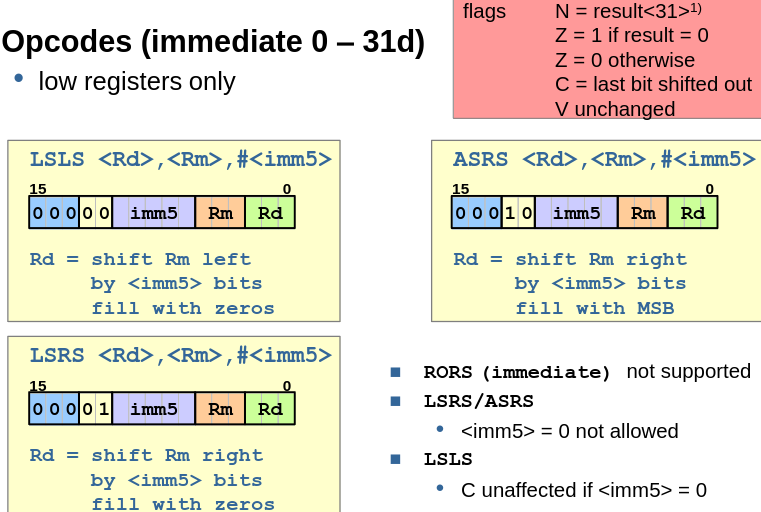 flags N = result<31>1)
Z = 1 if result = 0
Z = 0 otherwise
C = last bit shifted out
V unchanged
Opcodes (immediate 0 – 31d)
• low registers only
LSLS <Rd>,<Rm>,#<imm5>
15 0
0 0 0 0 0 imm5 Rm Rd
Rd = shift Rm left
by <imm5> bits
fill with zeros
ASRS <Rd>,<Rm>,#<imm5>
15 0
0 0 0 1 0 imm5 Rm Rd
Rd = shift Rm right
by <imm5> bits
fill with MSB
LSRS <Rd>,<Rm>,#<imm5>
15 0
0 0 0 0 1 imm5 Rm Rd
Rd = shift Rm right
by <imm5> bits
fill with zeros
■ RORS (immediate) not supported
■ LSRS/ASRS
• <imm5> = 0 not allowed
■ LSLS
• C unaffected if <imm5> = 0